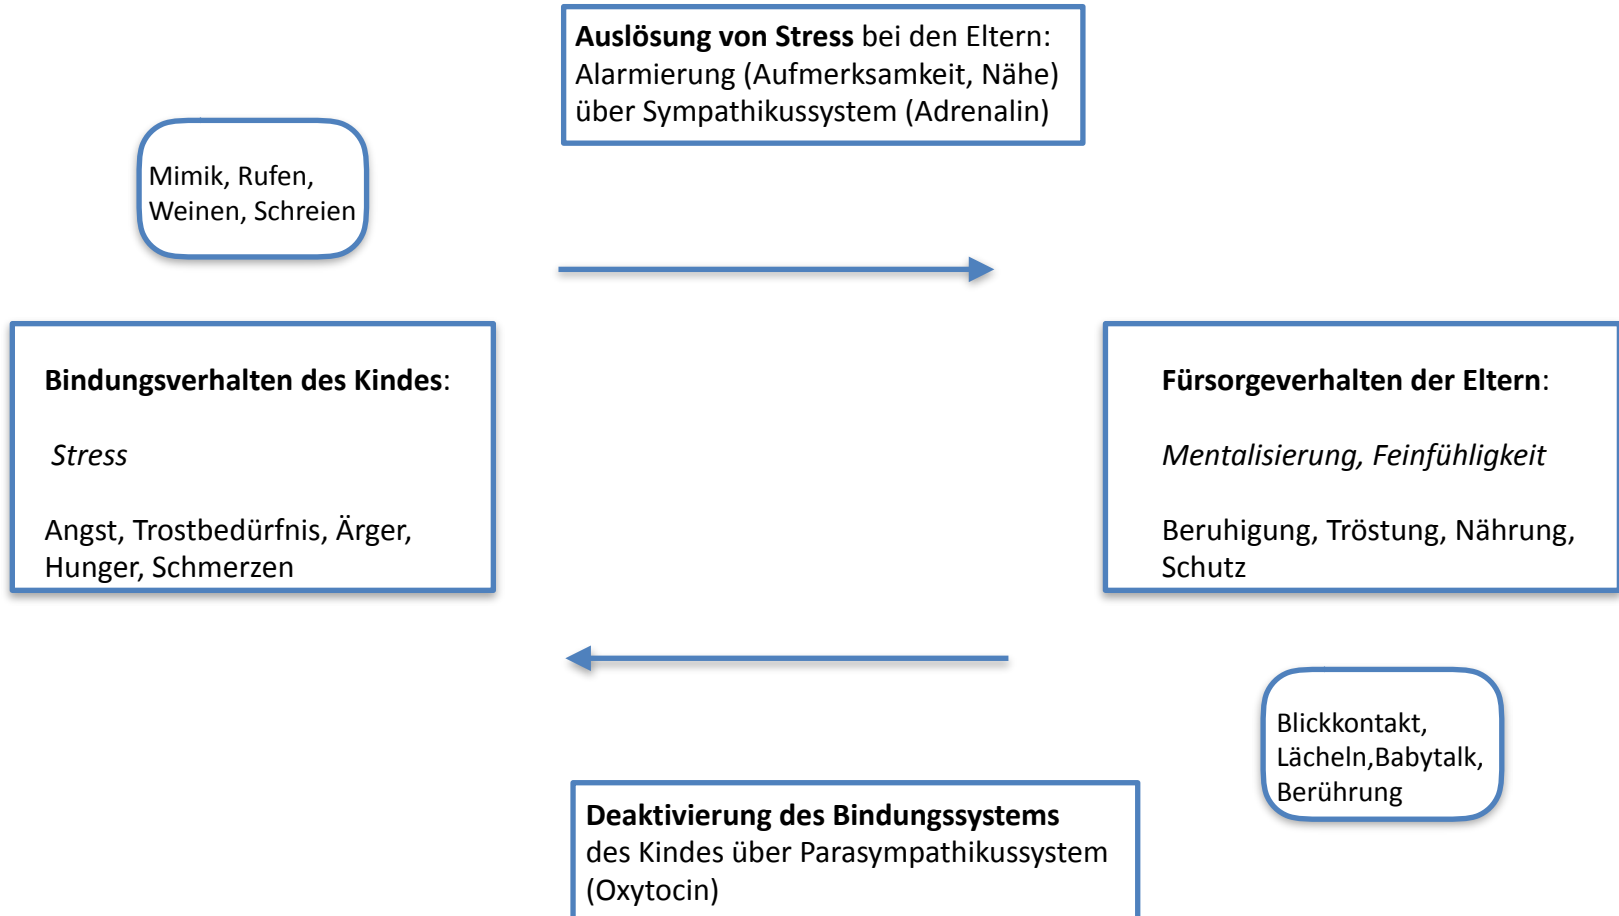 Auslösung von Stress bei den Eltern:
Alarmierung (Aufmerksamkeit, Nähe)
über Sympathikussystem (Adrenalin)
Mimik, Rufen,
Weinen, Schreien
Bindungsverhalten des Kindes:
Stress
Angst, Trostbedürfnis, Ärger,
Hunger, Schmerzen
Fürsorgeverhalten der Eltern:
Mentalisierung, Feinfühligkeit
Beruhigung, Tröstung, Nährung,
Schutz
Blickkontakt,
Lächeln,Babytalk,
Berührung
Deaktivierung des Bindungssystems
des Kindes über Parasympathikussystem
(Oxytocin)